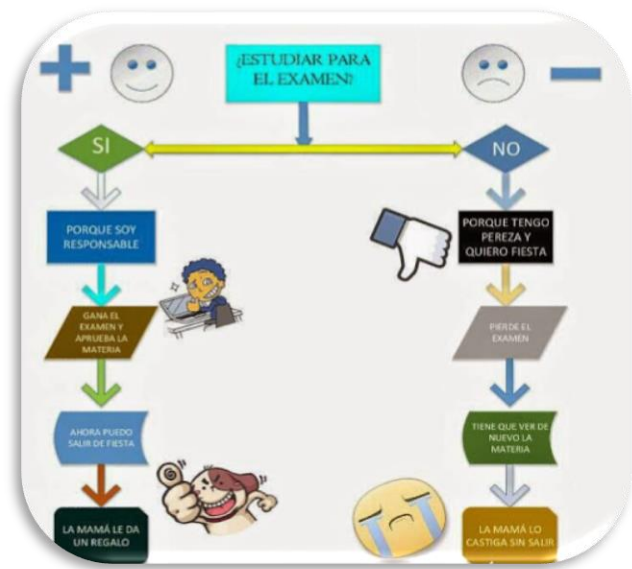 ¿ESTUDIAR PARA
EL EXAMEN?
SI
PORQUE SOY
RESPONSABLE
GANA EL
EXAMEN Y
APRUEBA LA
MATERIA
AHORA PUEDO
SALIR DE FIESTA
LA MAMÁ LE DA
UN REGALO
NO
PORQUE TENGO
PEREZA Y
QUIERO FIESTA
PIERDE EL
EXAMEN
TIENE QUE VER DE
NUEVO LA
MATERIA
LA MAMÁ LO
CASTIGA SIN SALIR